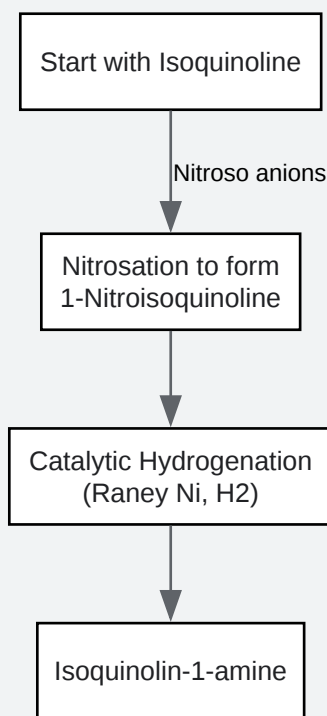 Start with Isoquinoline
Nitroso anions
Nitrosation to form
1-Nitroisoquinoline
Catalytic Hydrogenation
(Raney Ni, H2)
Isoquinolin-1-amine